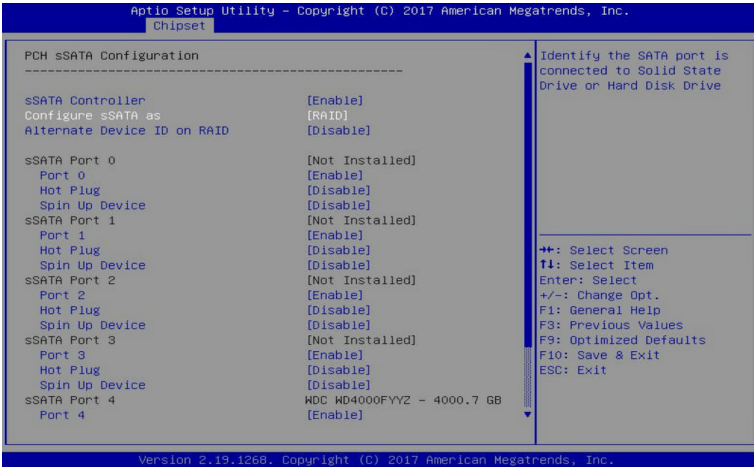 Aptio Setup Utility – Copyright (C) 2017 American Megatrends, Inc.
Chipset
PCH sSATA Configuration
--------------------------------------------------
sSATA Controller [Enable]
Configure sSATA as [RAID]
Alternate Device ID on RAID [Disable]
sSATA Port 0 [Not Installed]
Port 0 [Enable]
Hot Plug [Disable]
Spin Up Device [Disable]
sSATA Port 1 [Not Installed]
Port 1 [Enable]
Hot Plug [Disable]
Spin Up Device [Disable]
sSATA Port 2 [Not Installed]
Port 2 [Enable]
Hot Plug [Disable]
Spin Up Device [Disable]
sSATA Port 3 [Not Installed]
Port 3 [Enable]
Hot Plug [Disable]
Spin Up Device [Disable]
sSATA Port 4 WDC WD4000FYYZ – 4000.7 GB
Port 4 [Enable]
Identify the SATA port is
connected to Solid State
Drive or Hard Disk Drive
→←: Select Screen
↑↓: Select Item
Enter: Select
+/-: Change Opt.
F1: General Help
F3: Previous Values
F9: Optimized Defaults
F10: Save & Exit
ESC: Exit
Version 2.19.1268. Copyright (C) 2017 American Megatrends, Inc.